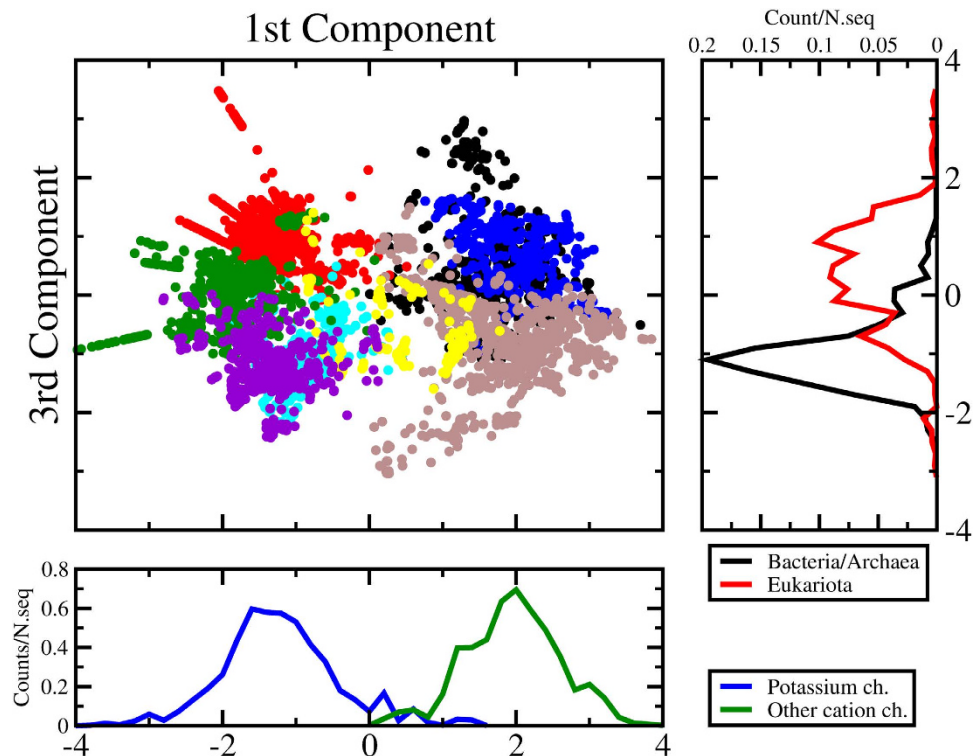 1st Component
Count/N.seq
0.2 0.15 0.1 0.05 0
3rd Component
4
2
0
-2
-4
Bacteria/Archaea
Eukariota
Counts/N.seq
0.8
0.6
0.4
0.2
0
-4 -2 0 2 4
Potassium ch.
Other cation ch.